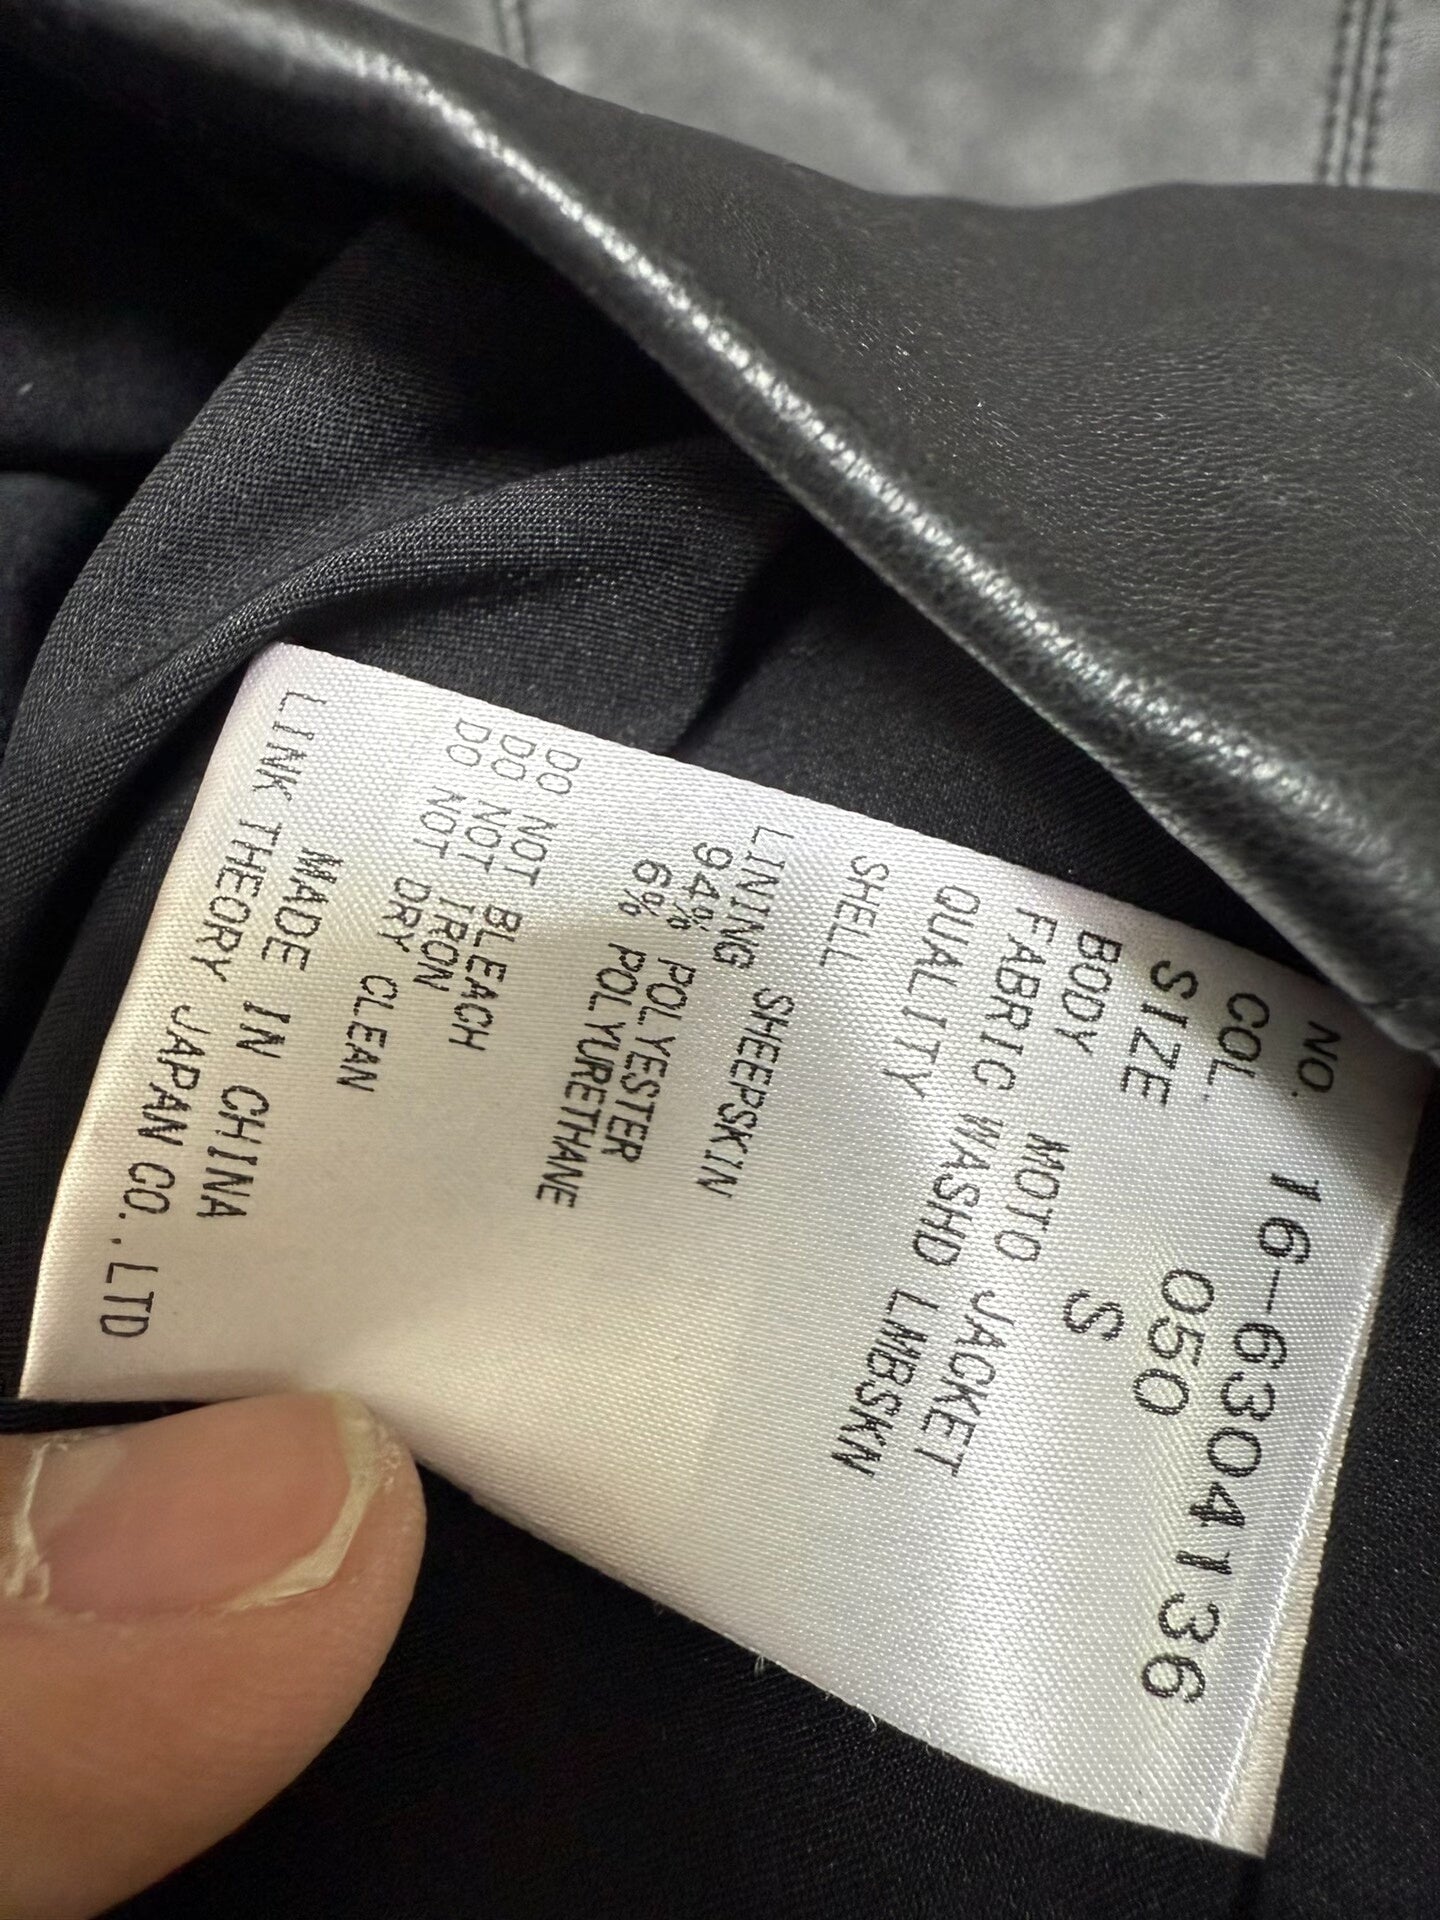 NO. 16-6304136
COL. 050
SIZE S
BODY MOTO JACKET
FABRIC WASHD LMBSKN
QUALITY
SHELL SHEEPSKIN
LINING
94% POLYESTER
6% POLYURETHANE
DO NOT BLEACH
DO NOT IRON
DO NOT DRY CLEAN
MADE IN CHINA
LINK THEORY JAPAN CO.,LTD